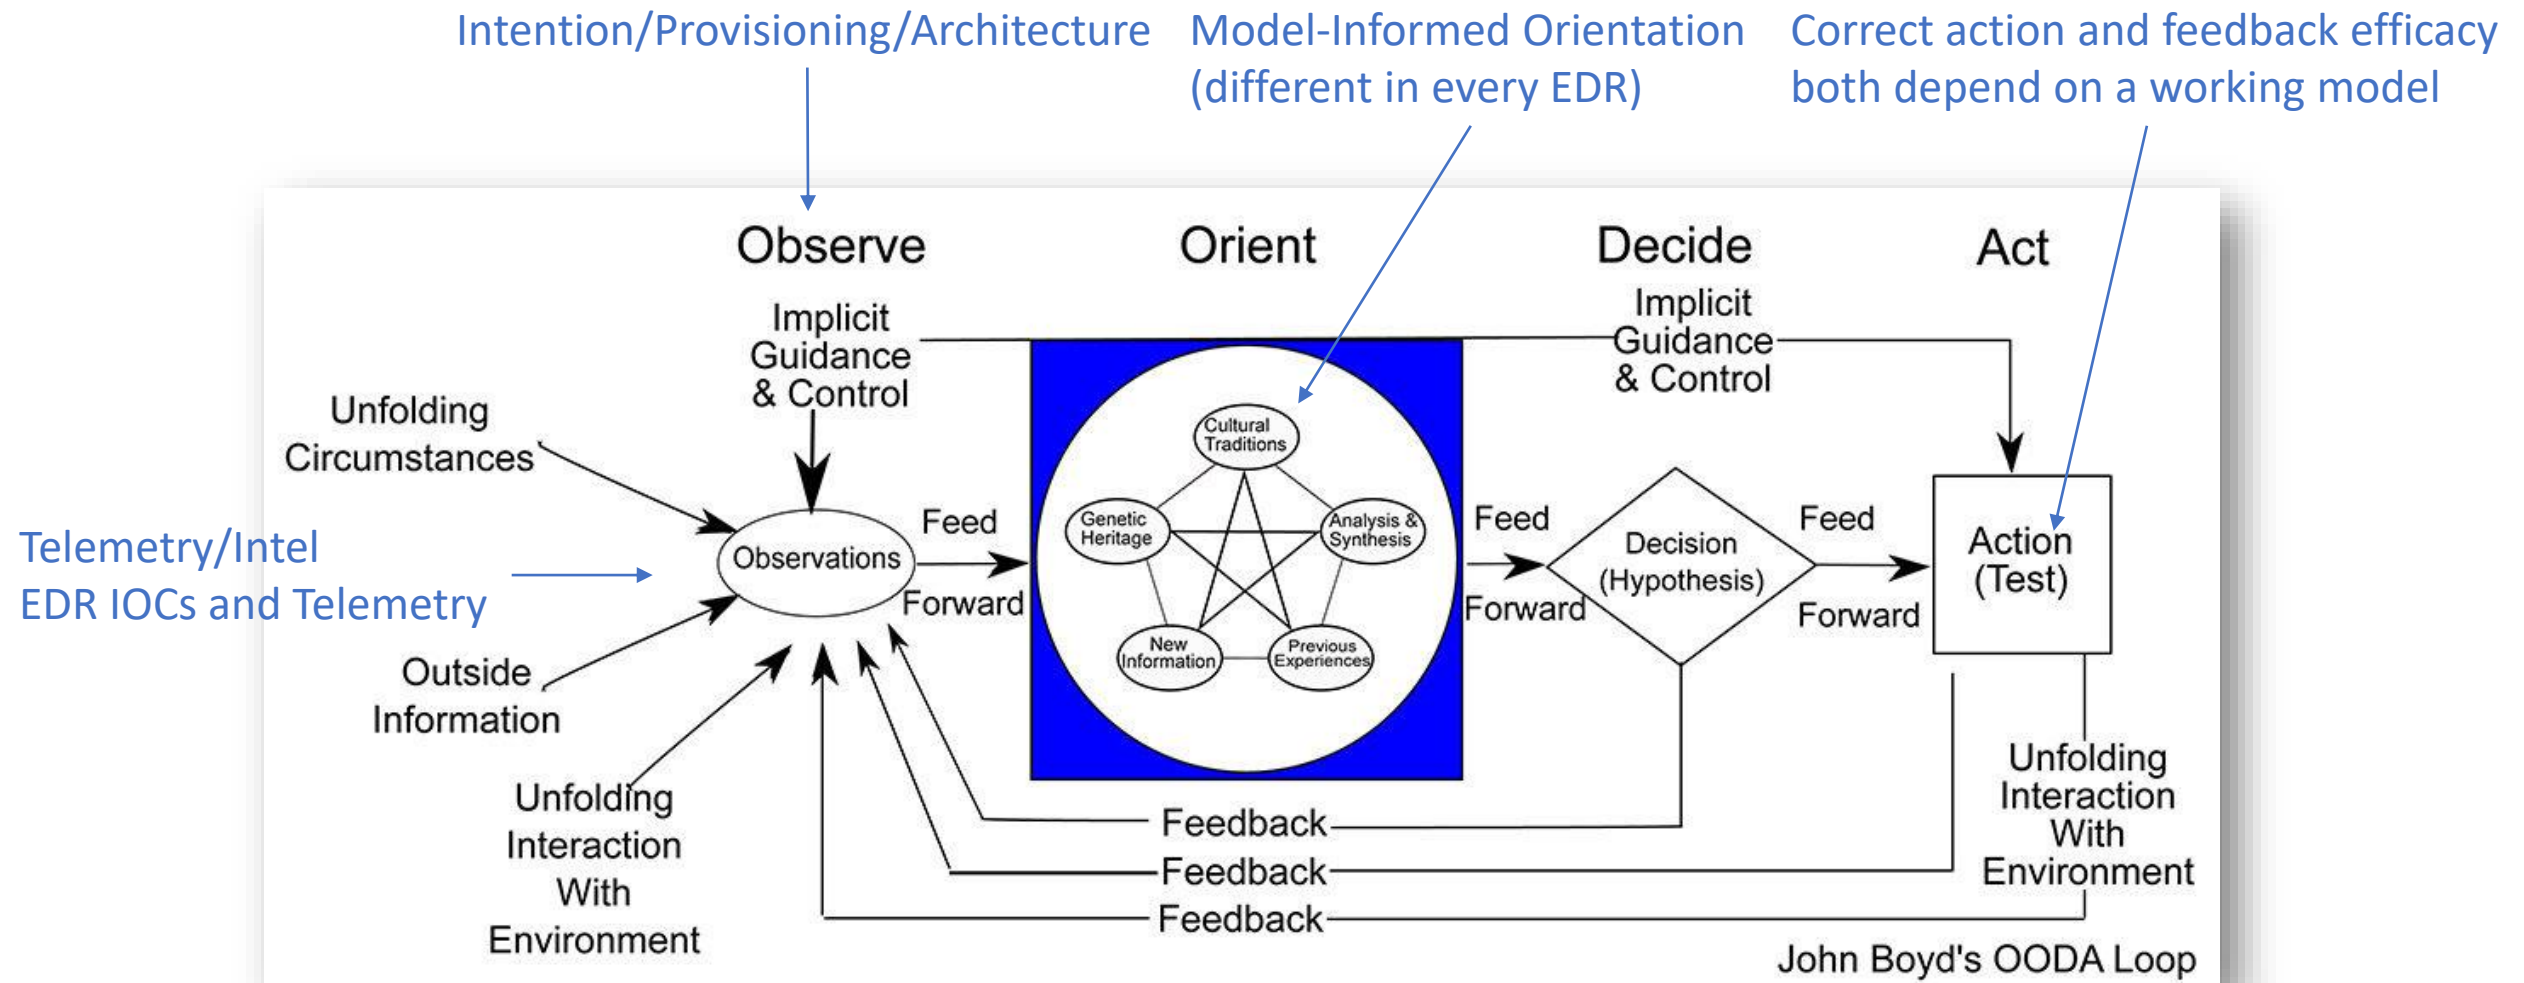 Intention/Provisioning/Architecture
Model-Informed Orientation
(different in every EDR)
Correct action and feedback efficacy
both depend on a working model
Observe
Orient
Decide
Act
Implicit
Guidance
& Control
Implicit
Guidance
& Control
Unfolding
Circumstances
Telemetry/Intel
EDR IOCs and Telemetry
Outside
Information
Unfolding
Interaction
With
Environment
Observations
Feed
Forward
Cultural
Traditions
Genetic
Heritage
Analysis &
Synthesis
New
Information
Previous
Experiences
Feed
Forward
Decision
(Hypothesis)
Feed
Forward
Action
(Test)
Unfolding
Interaction
With
Environment
Feedback
Feedback
Feedback
John Boyd's OODA Loop